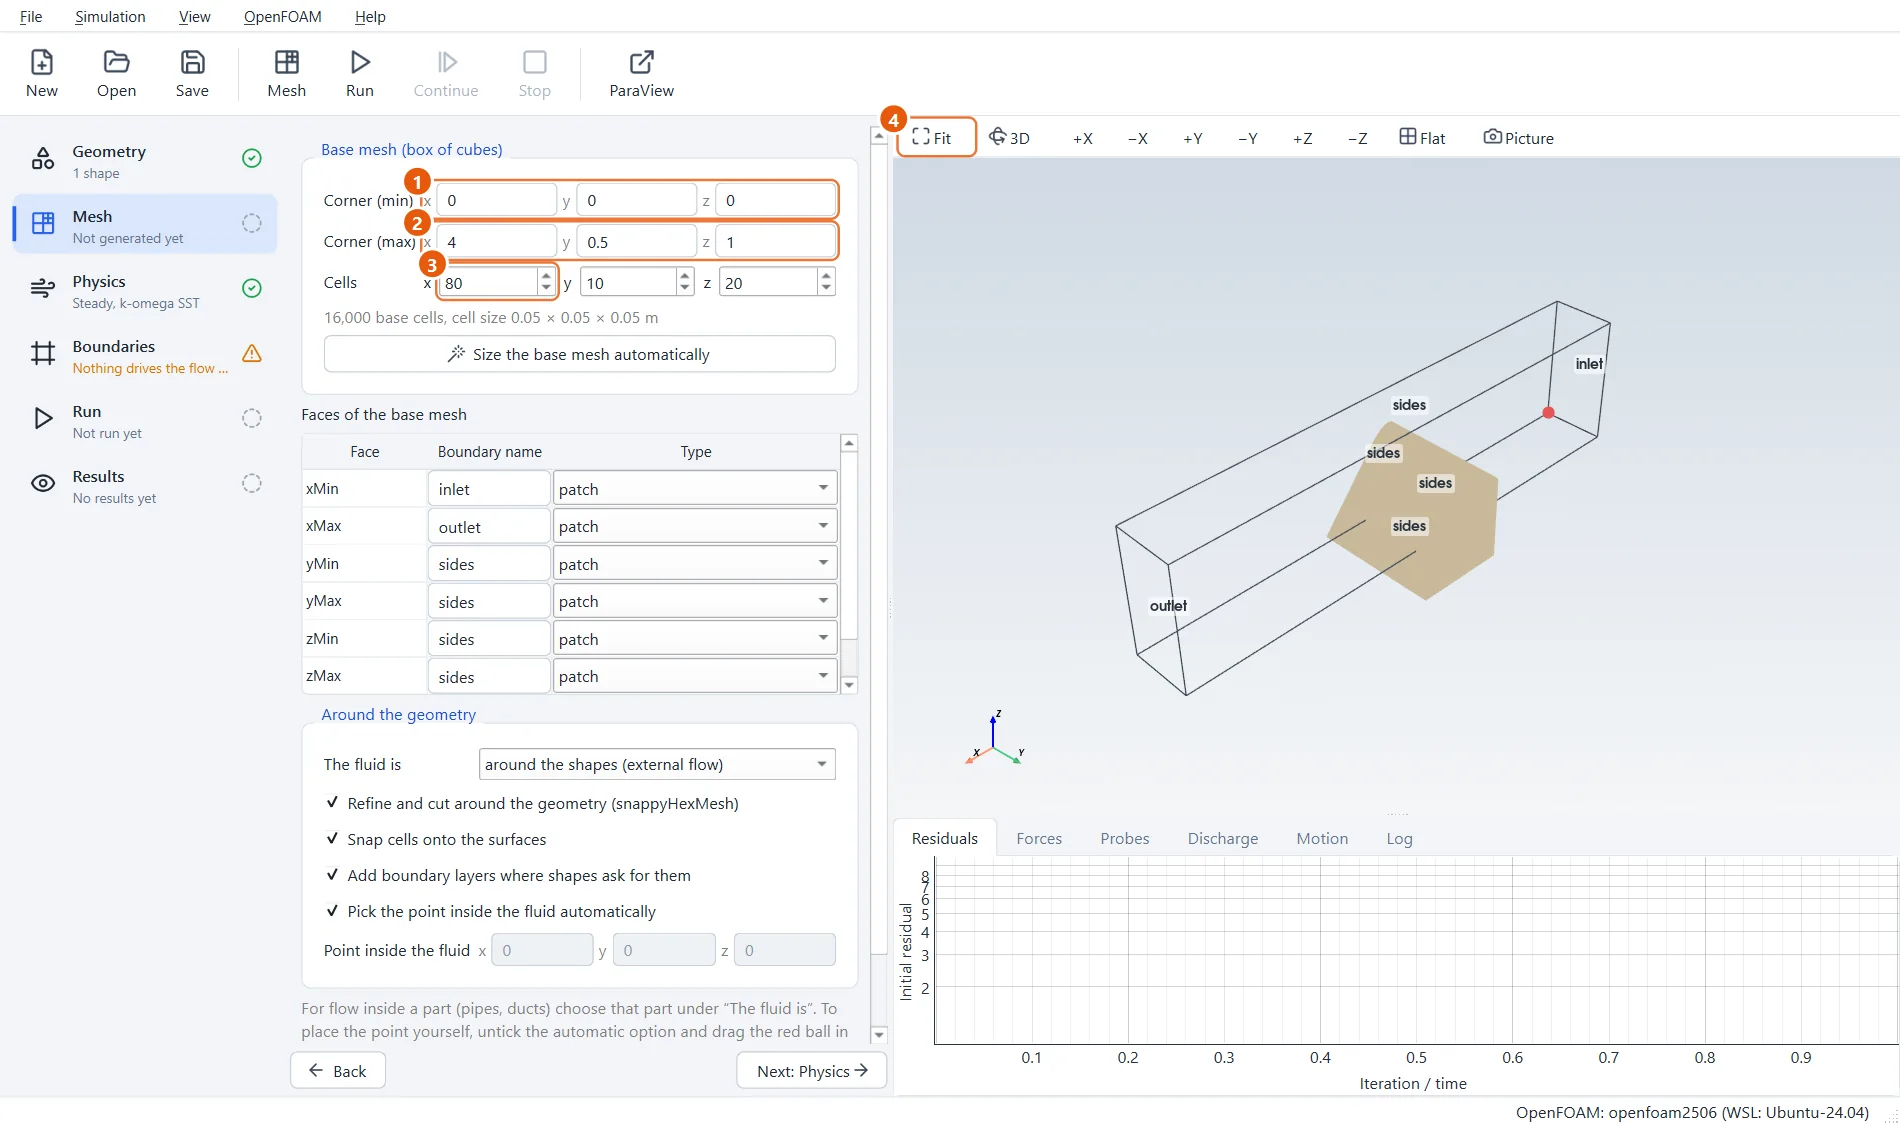 File Simulation View OpenFOAM Help
New Open Save Mesh Run Continue Stop ParaView
Geometry
1 shape
Mesh
Not generated yet
Physics
Steady, k-omega SST
Boundaries
Nothing drives the flow ...
Run
Not run yet
Results
No results yet
Base mesh (box of cubes)
1
Corner (min) x 0 y 0 z 0
2
Corner (max) x 4 y 0.5 z 1
3
Cells x 80 y 10 z 20
16,000 base cells, cell size 0.05 × 0.05 × 0.05 m
Size the base mesh automatically
Faces of the base mesh
Face Boundary name Type
xMin inlet patch
xMax outlet patch
yMin sides patch
yMax sides patch
zMin sides patch
zMax sides patch
Around the geometry
The fluid is around the shapes (external flow)
Refine and cut around the geometry (snappyHexMesh)
Snap cells onto the surfaces
Add boundary layers where shapes ask for them
Pick the point inside the fluid automatically
Point inside the fluid x 0 y 0 z 0
For flow inside a part (pipes, ducts) choose that part under “The fluid is”. To
place the point yourself, untick the automatic option and drag the red ball in
Back Next: Physics
4
Fit 3D +X −X +Y −Y +Z −Z Flat Picture
inlet
sides
sides
sides
sides
outlet
Z
X Y
Residuals Forces Probes Discharge Motion Log
8
7
6
5
4
3
2
Initial residual
0.1 0.2 0.3 0.4 0.5 0.6 0.7 0.8 0.9
Iteration / time
OpenFOAM: openfoam2506 (WSL: Ubuntu-24.04)